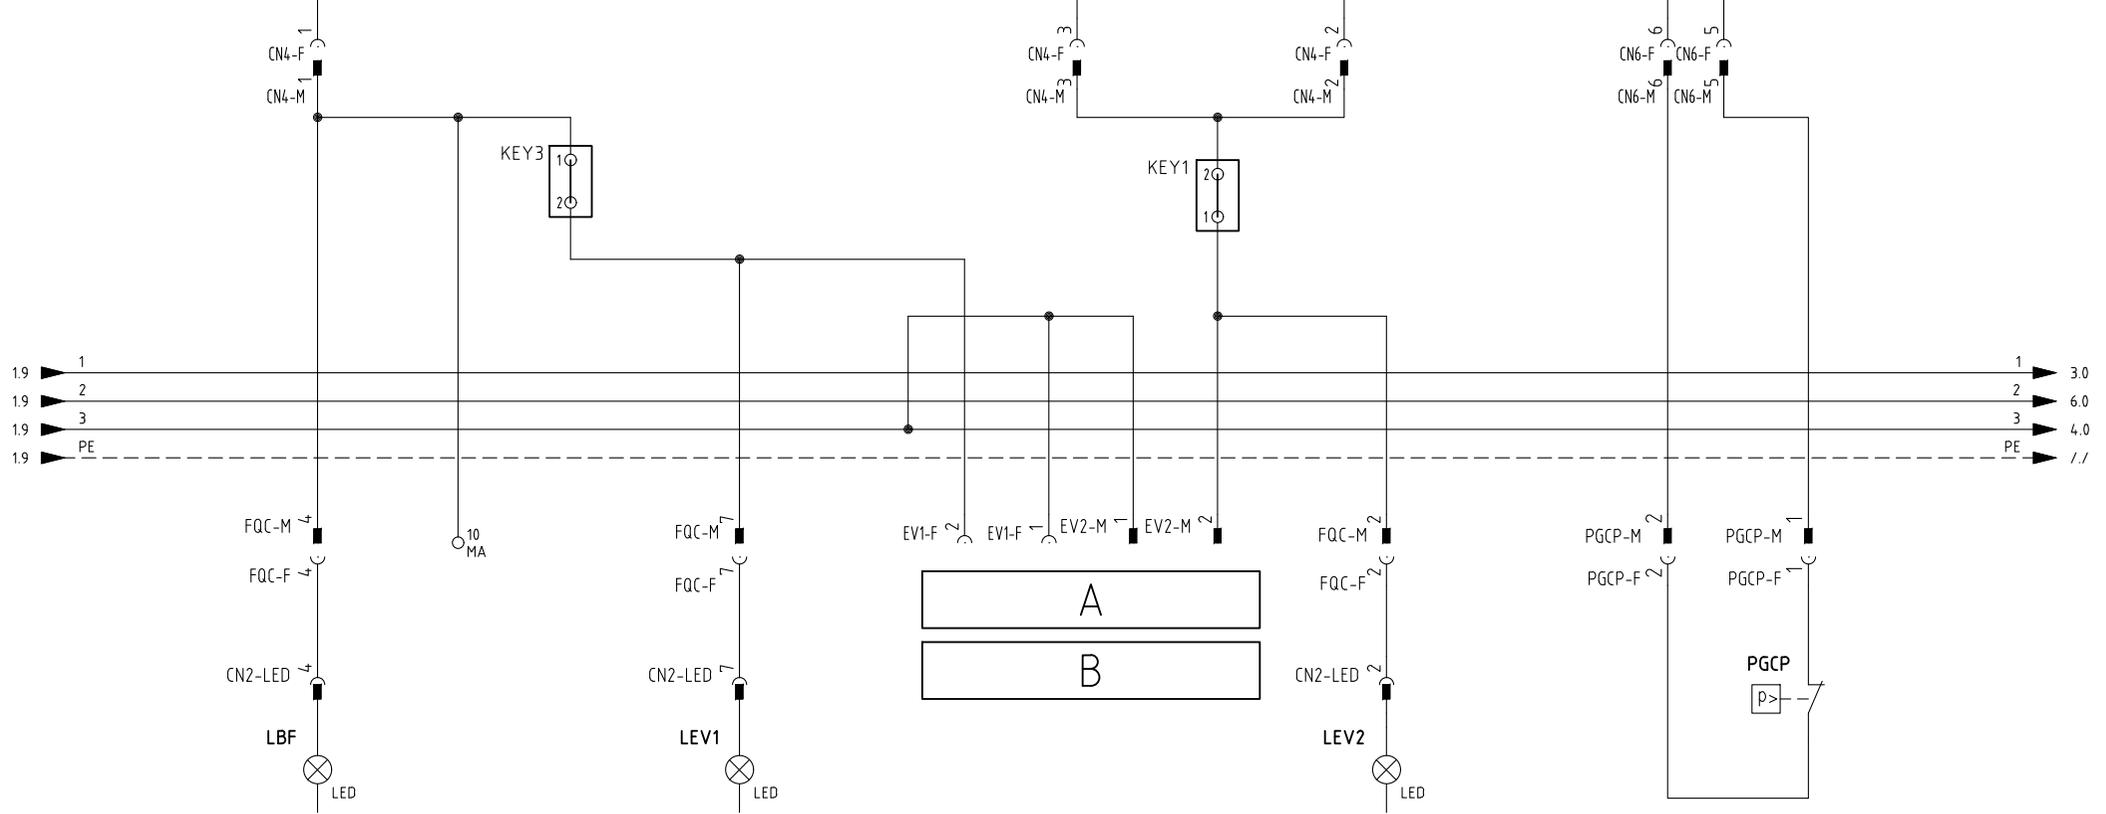 1 3 2 6 5
CN4-F CN4-F CN4-F CN6-F CN6-F
1 3 2 6 5
CN4-M CN4-M CN4-M CN6-M CN6-M
KEY3 1 KEY1 2
2 1
1.9 1 1 3.0
1.9 2 2 6.0
1.9 3 3 4.0
1.9 PE PE /./
FQC-M 4 10 FQC-M 7 EV1-F 2 EV1-F 1 EV2-M 1 EV2-M 2 FQC-M 2 PGCP-M 2 PGCP-M 1
MA
FQC-F 4 FQC-F 7 FQC-F 2 PGCP-F 2 PGCP-F 1
A
B
CN2-LED 4 CN2-LED 7 CN2-LED 2 PGCP
p>
LBF LEV1 LEV2
LED LED LED